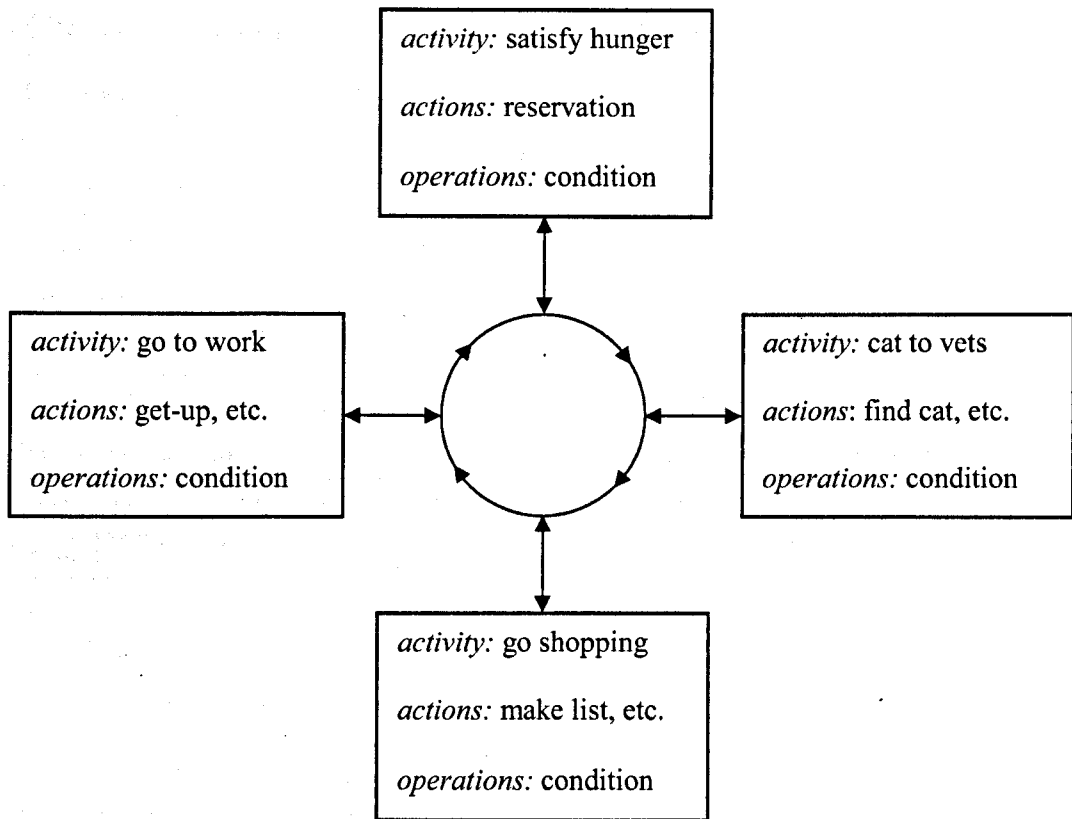 activity: satisfy hunger
actions: reservation
operations: condition
activity: go to work
actions: get-up, etc.
operations: condition
activity: cat to vets
actions: find cat, etc.
operations: condition
activity: go shopping
actions: make list, etc.
operations: condition